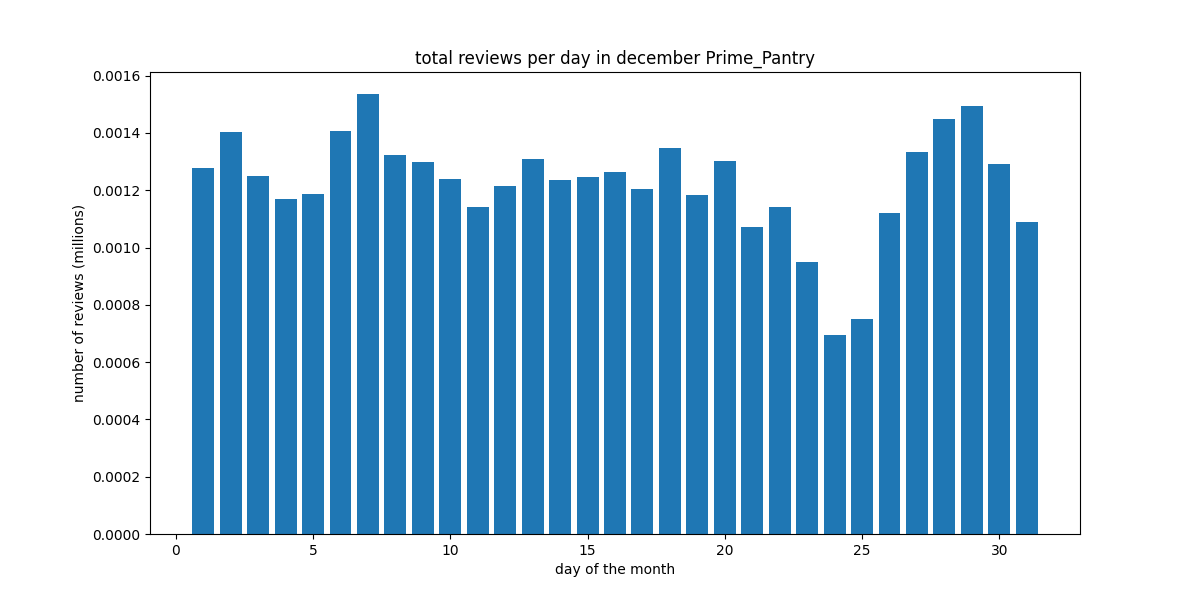 total reviews per day in december Prime_Pantry
number of reviews (millions)
0.0016
0.0014
0.0012
0.0010
0.0008
0.0006
0.0004
0.0002
0.0000
0 5 10 15 20 25 30
day of the month